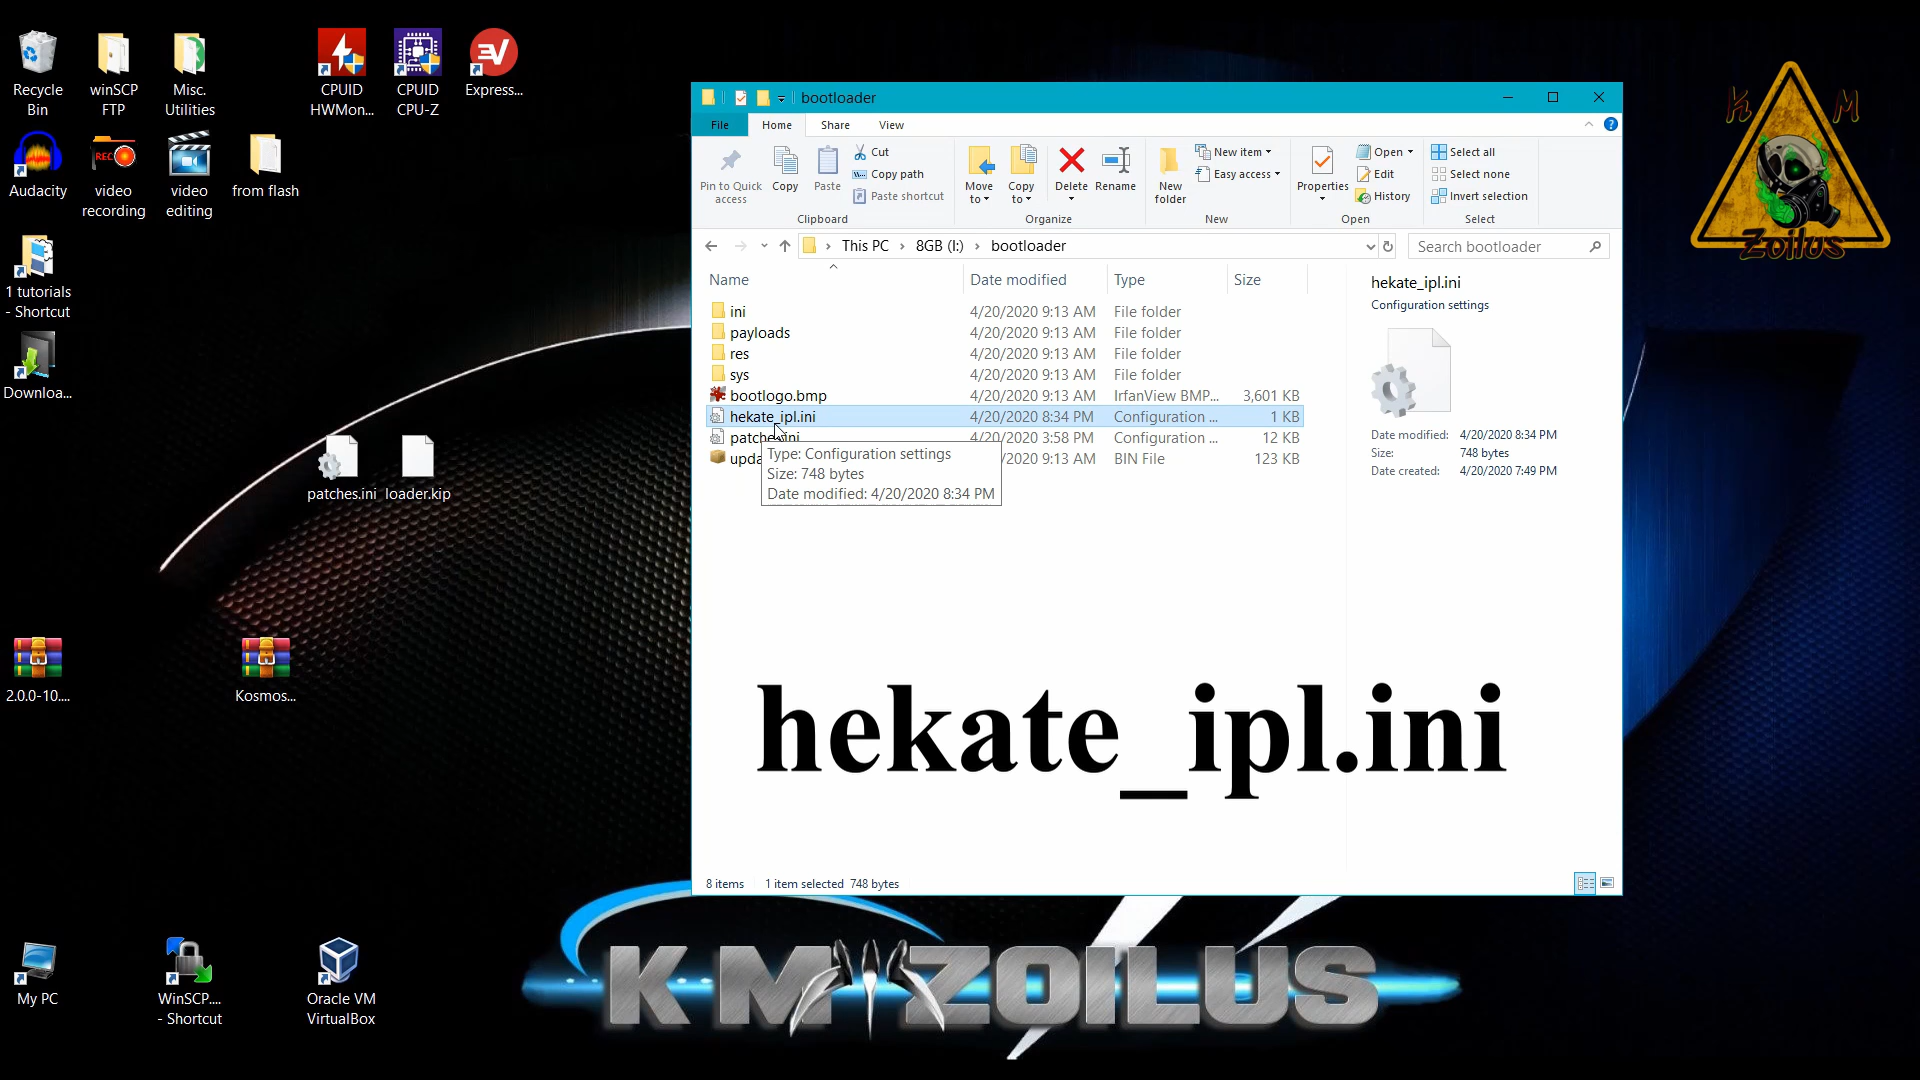 Recycle
Bin
winSCP
FTP
Misc.
Utilities
CPUID
HWMon...
CPUID
CPU-Z
Express...
Audacity
REC
video
recording
video
editing
from flash
1 tutorials
- Shortcut
Downloa...
patches.ini
loader.kip
2.0.0-10....
Kosmos...
My PC
WinSCP....
- Shortcut
Oracle VM
VirtualBox
bootloader
File
Home
Share
View
Pin to Quick
access
Copy
Paste
Cut
Copy path
Paste shortcut
Clipboard
Move
to
Copy
to
Delete
Rename
Organize
New
folder
New item
Easy access
New
Properties
Open
Edit
History
Open
Select all
Select none
Invert selection
Select
This PC > 8GB (I:) > bootloader
Search bootloader
Name Date modified Type Size
ini 4/20/2020 9:13 AM File folder
payloads 4/20/2020 9:13 AM File folder
res 4/20/2020 9:13 AM File folder
sys 4/20/2020 9:13 AM File folder
bootlogo.bmp 4/20/2020 9:13 AM IrfanView BMP... 3,601 KB
hekate_ipl.ini 4/20/2020 8:34 PM Configuration ... 1 KB
patches.ini 4/20/2020 3:58 PM Configuration ... 12 KB
upda /2020 9:13 AM BIN File 123 KB
Type: Configuration settings
Size: 748 bytes
Date modified: 4/20/2020 8:34 PM
hekate_ipl.ini
Configuration settings
Date modified: 4/20/2020 8:34 PM
Size: 748 bytes
Date created: 4/20/2020 7:49 PM
hekate_ipl.ini
8 items 1 item selected 748 bytes
K M
Zoilus
KM ZOILUS